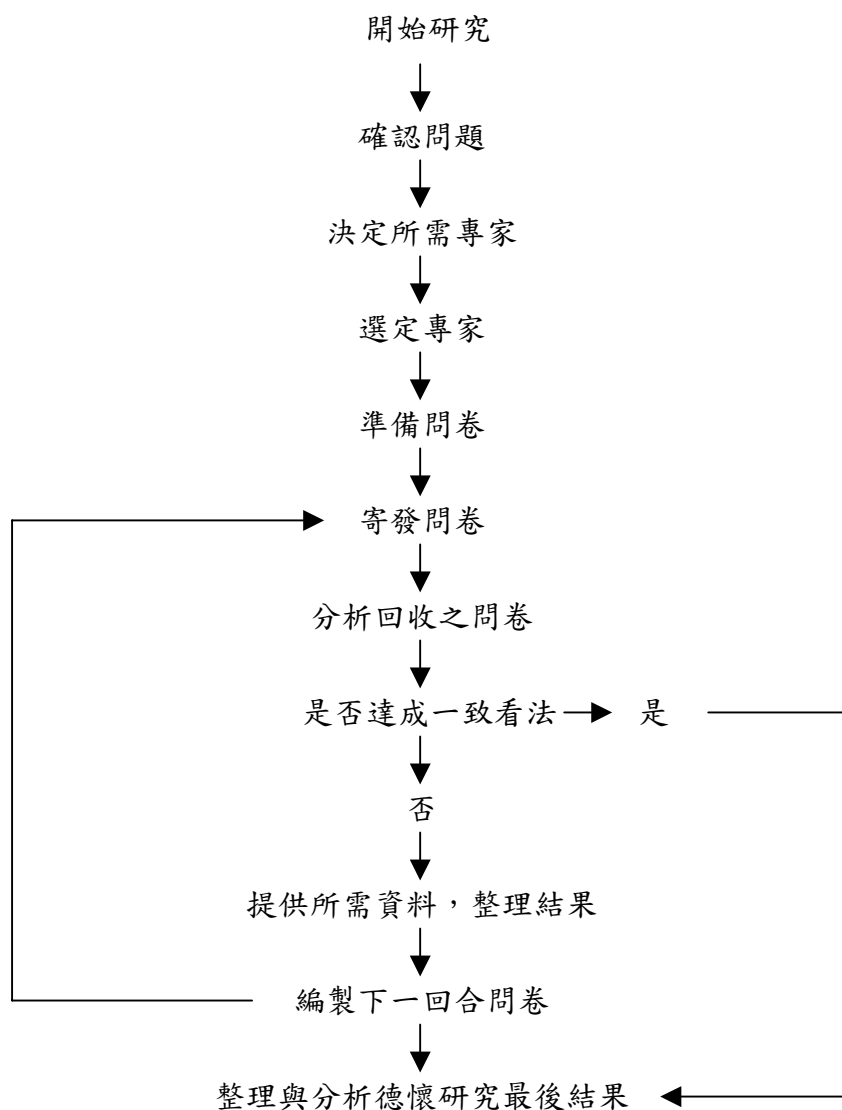 開始研究
確認問題
決定所需專家
選定專家
準備問卷
寄發問卷
分析回收之問卷
是否達成一致看法 是
否
提供所需資料，整理結果
編製下一回合問卷
整理與分析德懷研究最後結果